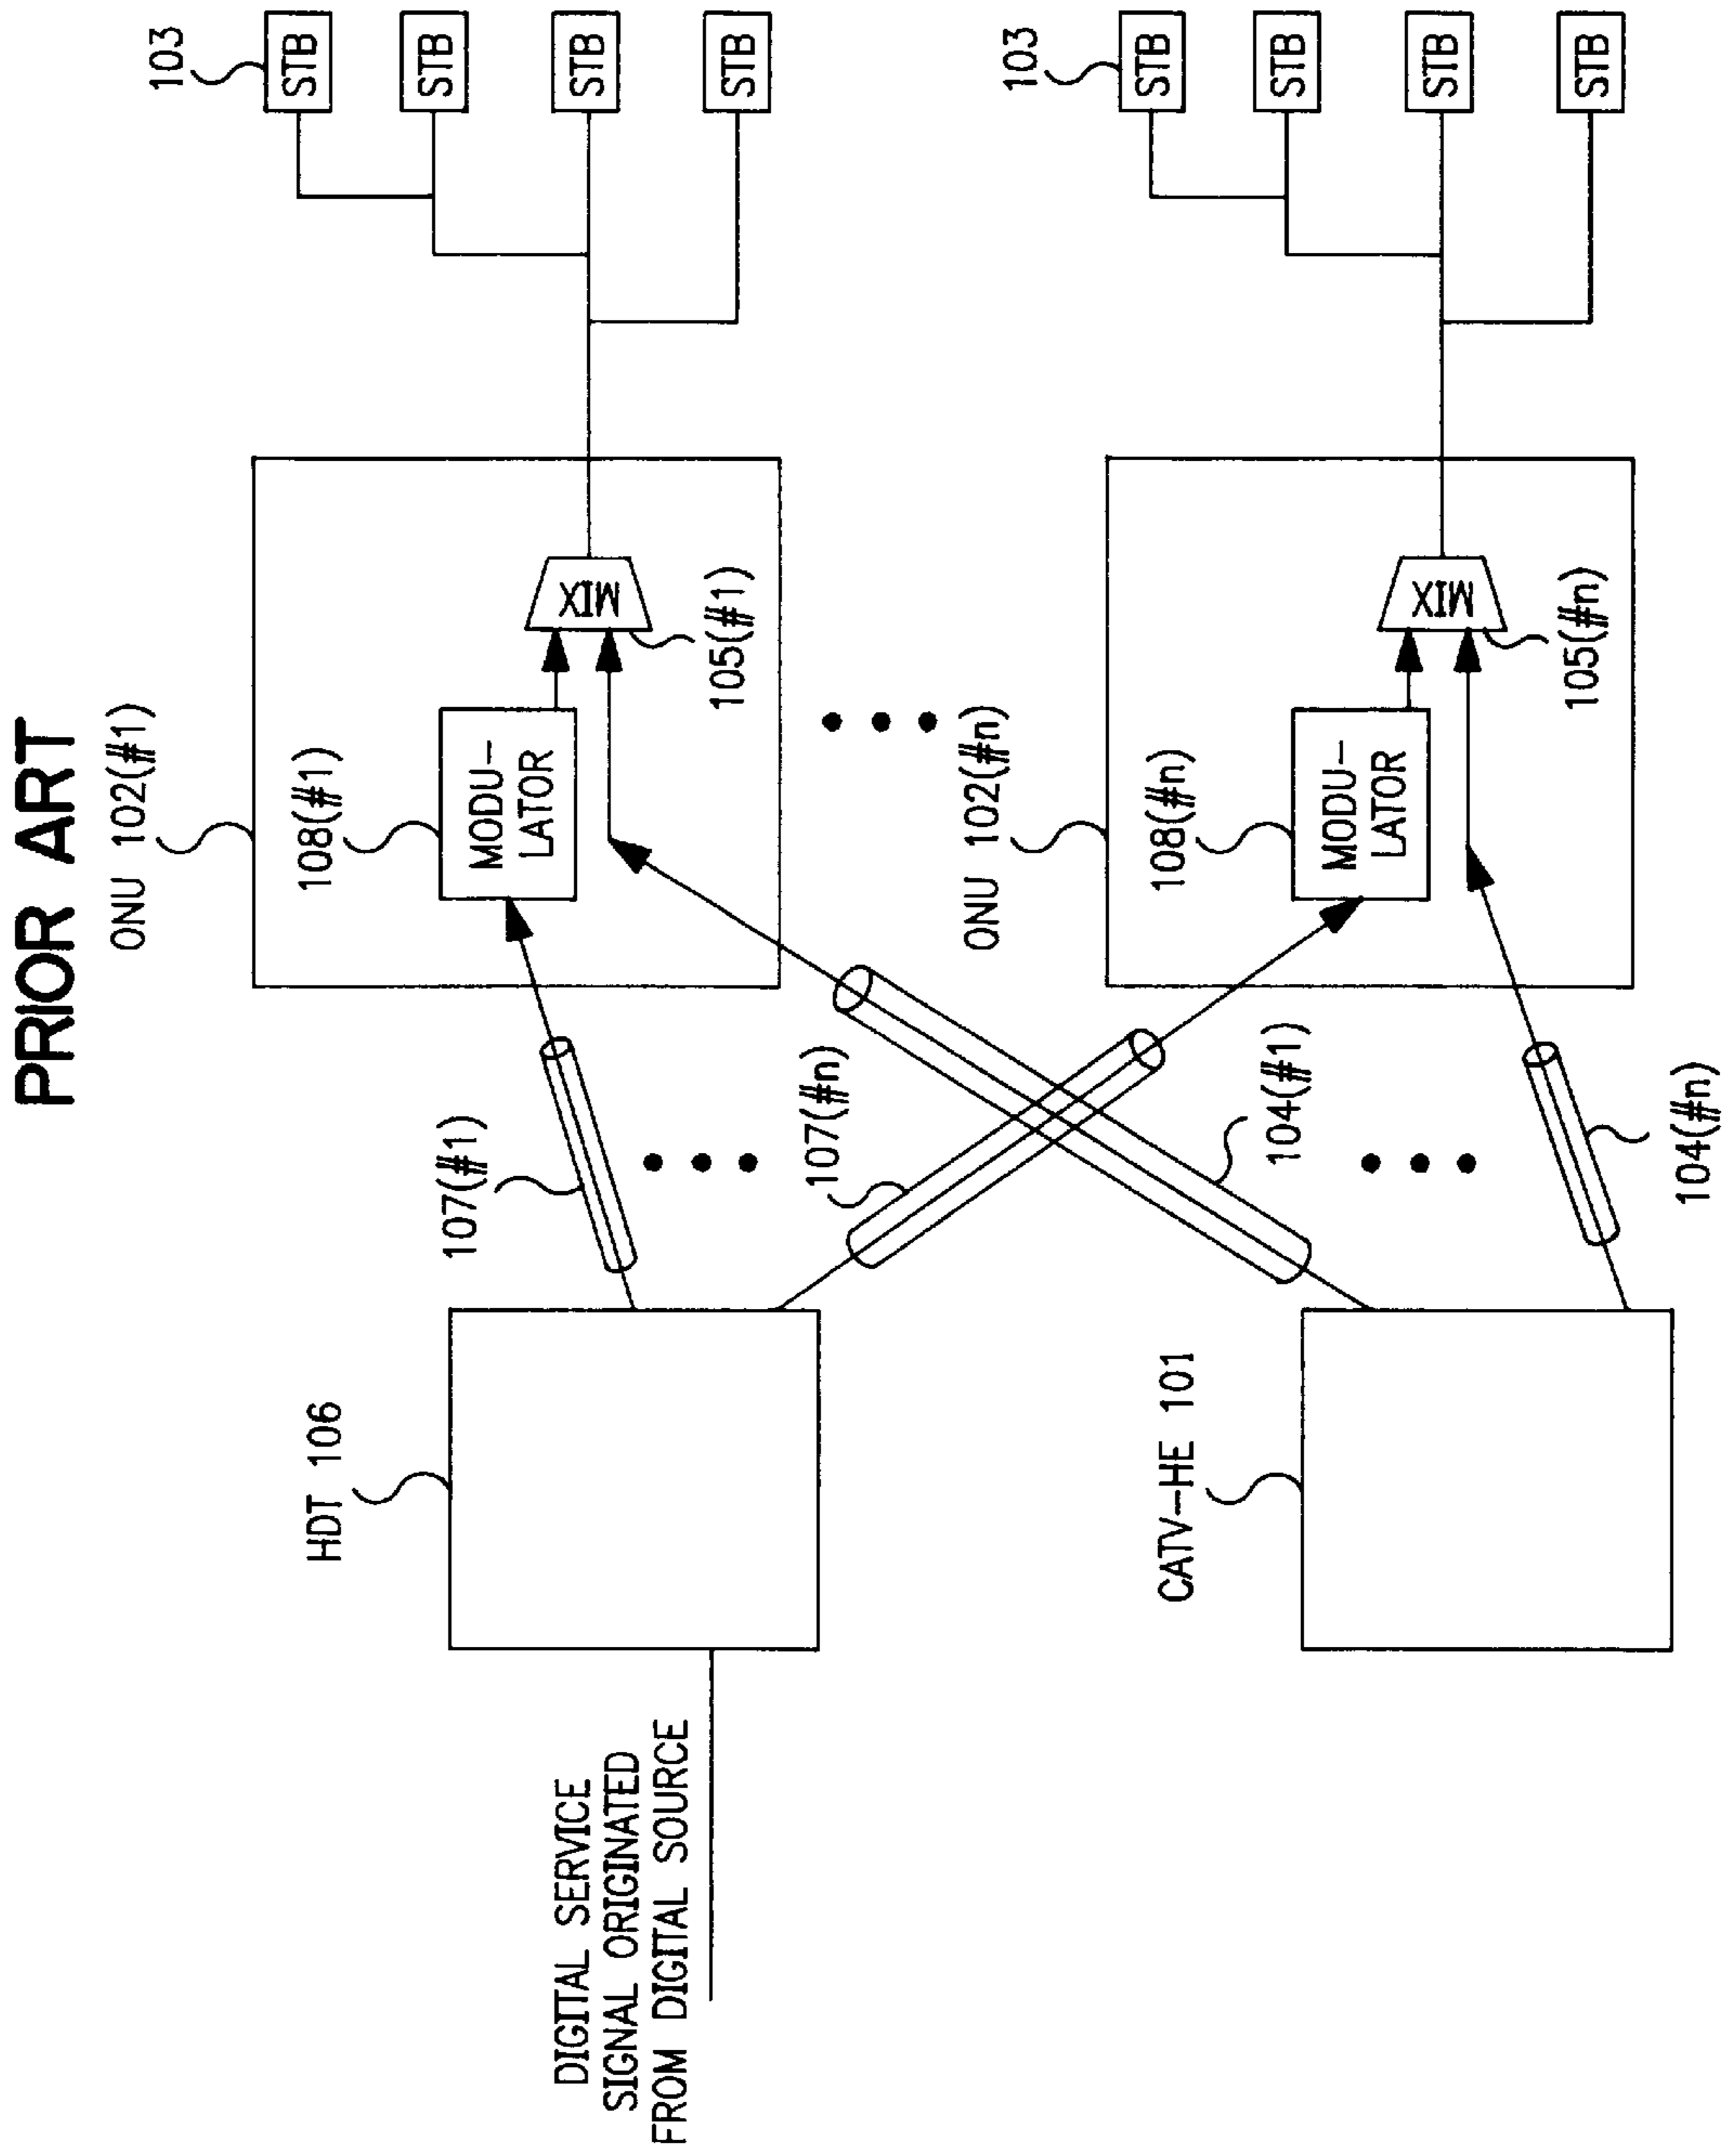 PRIOR ART
DIGITAL SERVICE
SIGNAL ORIGINATED
FROM DIGITAL SOURCE
HDT 106
107(#1)
107(#n)
ONU 102(#1)
108(#1)
MODU-
LATOR
MIX
105(#1)
103
STB
STB
STB
STB
CATV-HE 101
104(#1)
104(#n)
ONU 102(#n)
108(#n)
MODU-
LATOR
MIX
105(#n)
103
STB
STB
STB
STB